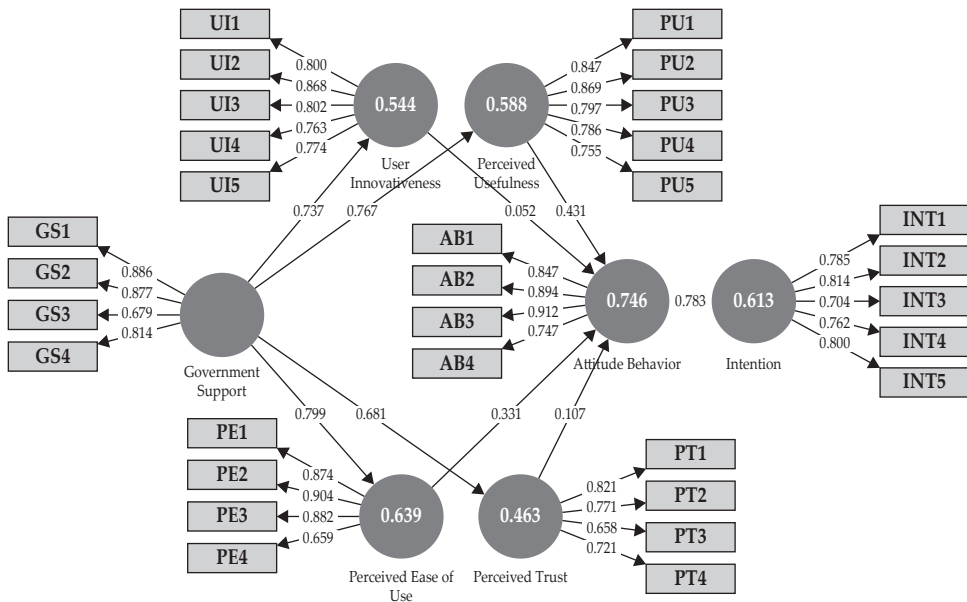 UI1
UI2
UI3
UI4
UI5
0.800
0.868
0.802
0.763
0.774
0.544
User
Innovativeness
PU1
PU2
PU3
PU4
PU5
0.847
0.869
0.797
0.786
0.755
0.588
Perceived
Usefulness
0.737
0.767
0.052
0.431
GS1
GS2
GS3
GS4
0.886
0.877
0.679
0.814
Government
Support
AB1
AB2
AB3
AB4
0.847
0.894
0.912
0.747
0.746
Attitude Behavior
0.783
0.613
Intention
0.785
0.814
0.704
0.762
0.800
INT1
INT2
INT3
INT4
INT5
0.799
0.681
0.331
0.107
PE1
PE2
PE3
PE4
0.874
0.904
0.882
0.659
0.639
Perceived Ease of
Use
0.463
Perceived Trust
0.821
0.771
0.658
0.721
PT1
PT2
PT3
PT4